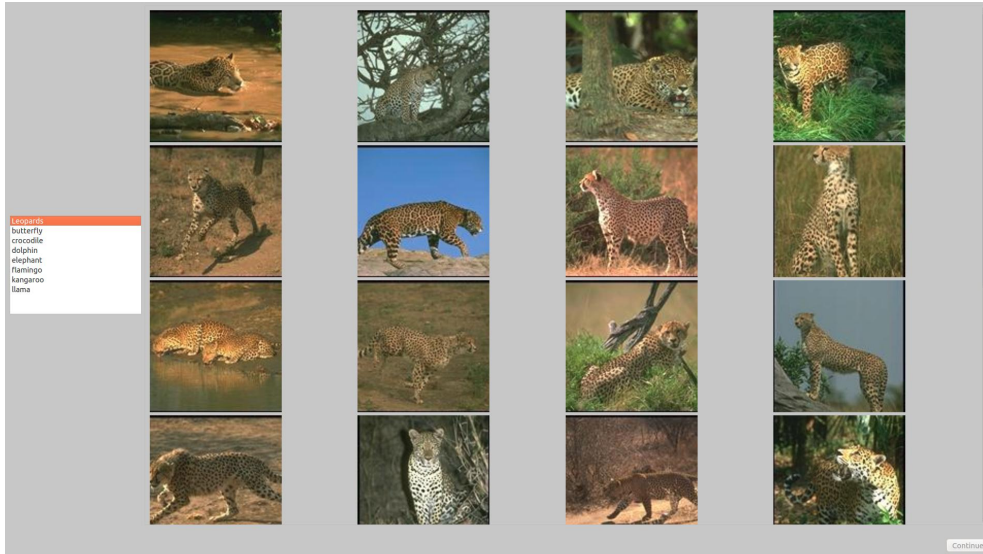 Leopards
butterfly
crocodile
dolphin
elephant
flamingo
kangaroo
llama
Continue